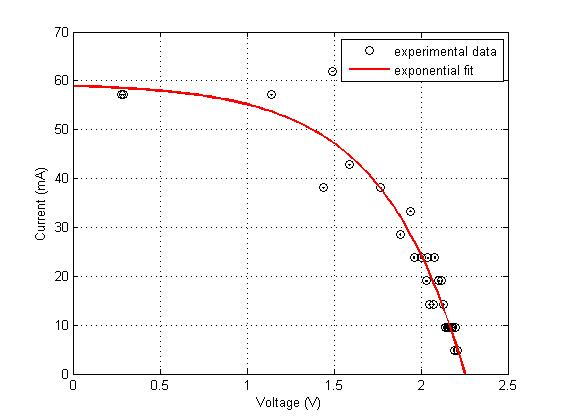 70
60
50
40
30
20
10
0
Current (mA)
experimental data
exponential fit
0 0.5 1 1.5 2 2.5
Voltage (V)